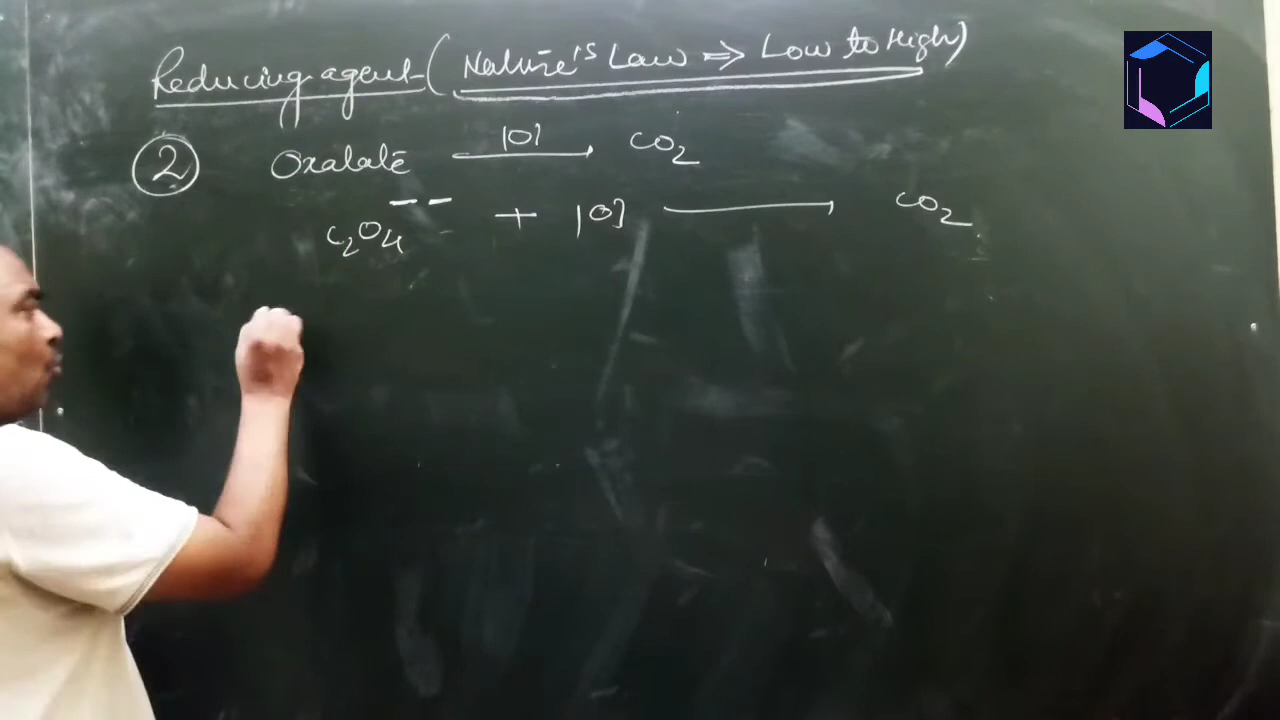 Reducing agent (Nature's Law ⇒ Low to High)
② Oxalate —[O]→ CO₂
C₂O₄⁻⁻ + [O] ⟶ CO₂